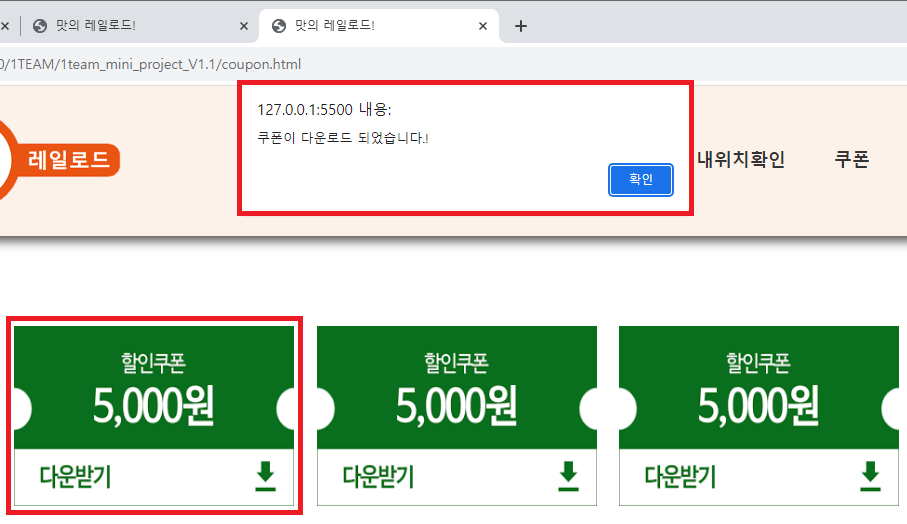 맛의 레일로드!
맛의 레일로드!
0/1TEAM/1team_mini_project_V1.1/coupon.html
127.0.0.1:5500 내용:
쿠폰이 다운로드 되었습니다.!
확인
레일로드
내위치확인
쿠폰
할인쿠폰
5,000원
다운받기
할인쿠폰
5,000원
다운받기
할인쿠폰
5,000원
다운받기